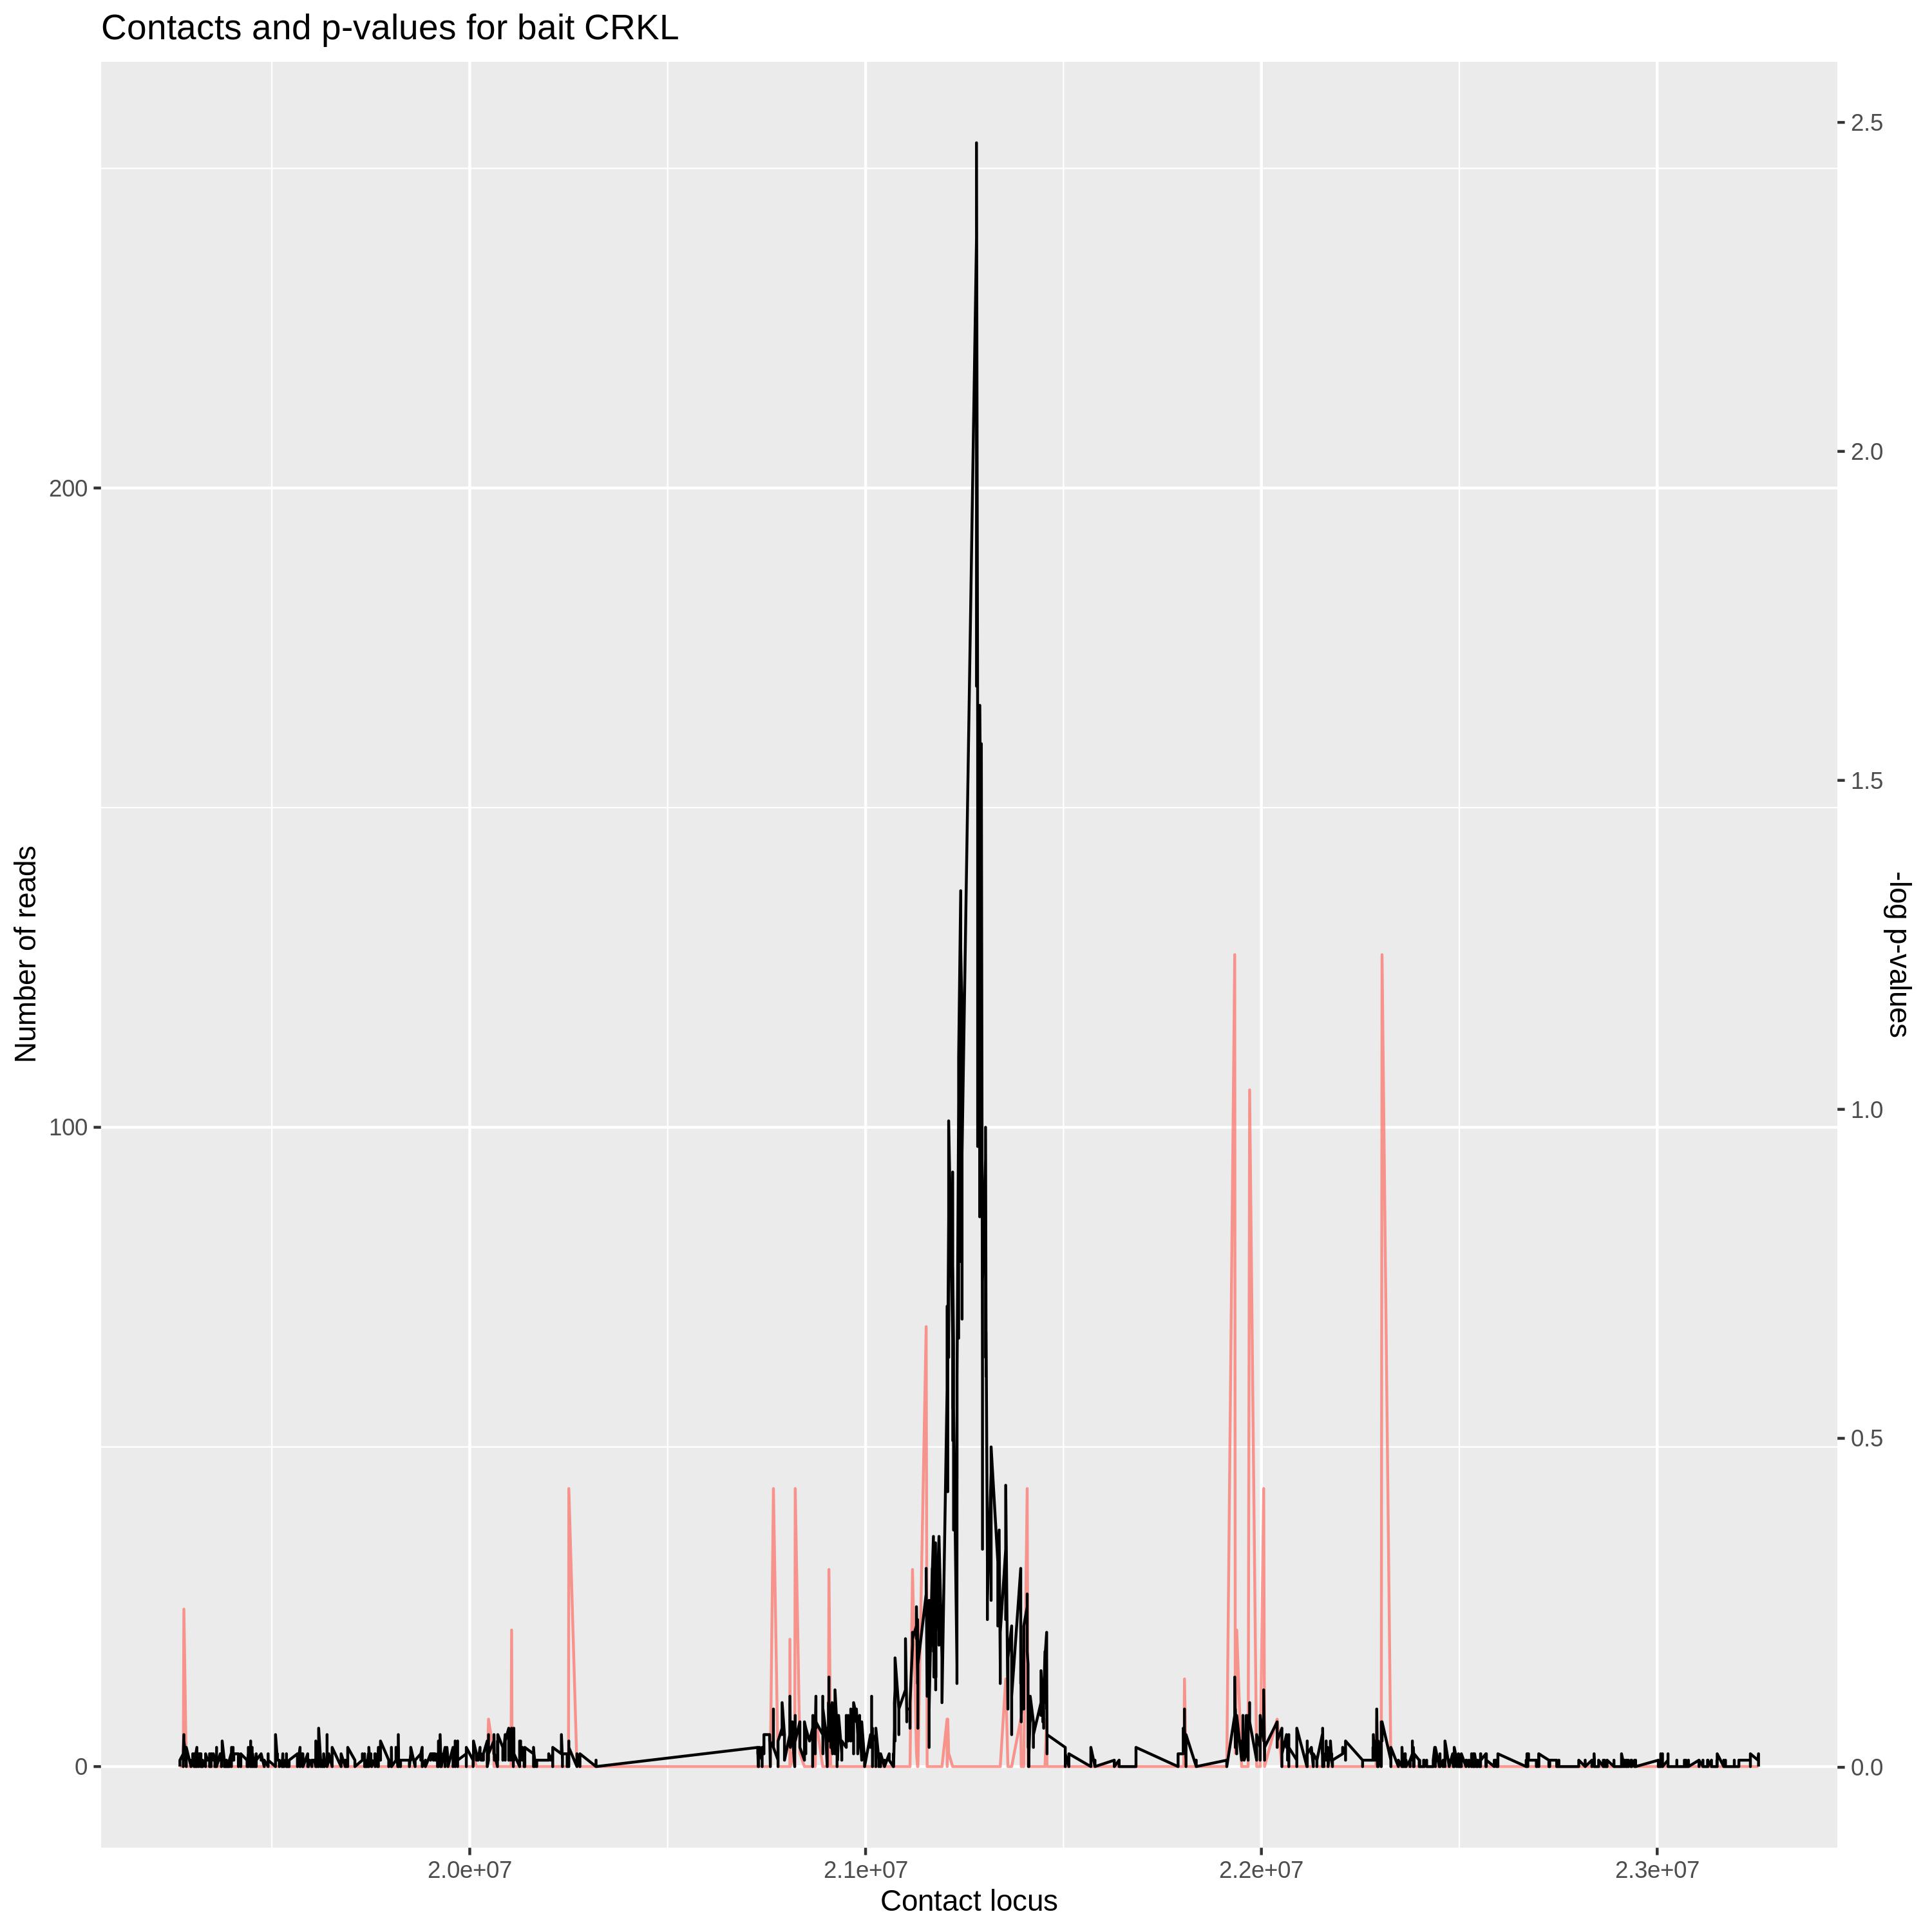 Contacts and p-values for bait CRKL
Number of reads
200
100
0
2.5
2.0
1.5
1.0
0.5
0.0
-log p-values
2.0e+07
2.1e+07
2.2e+07
2.3e+07
Contact locus